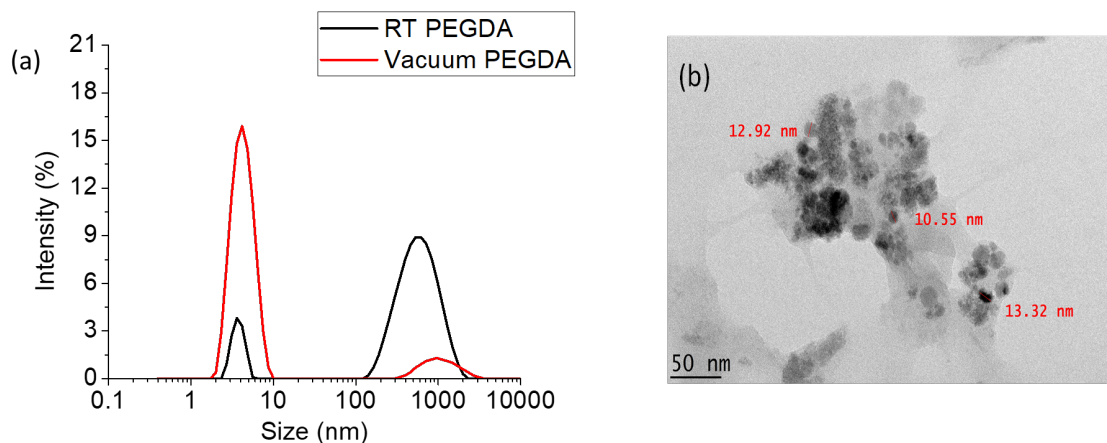 (a)
RT PEGDA
Vacuum PEGDA
Intensity (%)
21
18
15
12
9
6
3
0
0.1 1 10 100 1000 10000
Size (nm)
(b)
12.92 nm
10.55 nm
13.32 nm
50 nm